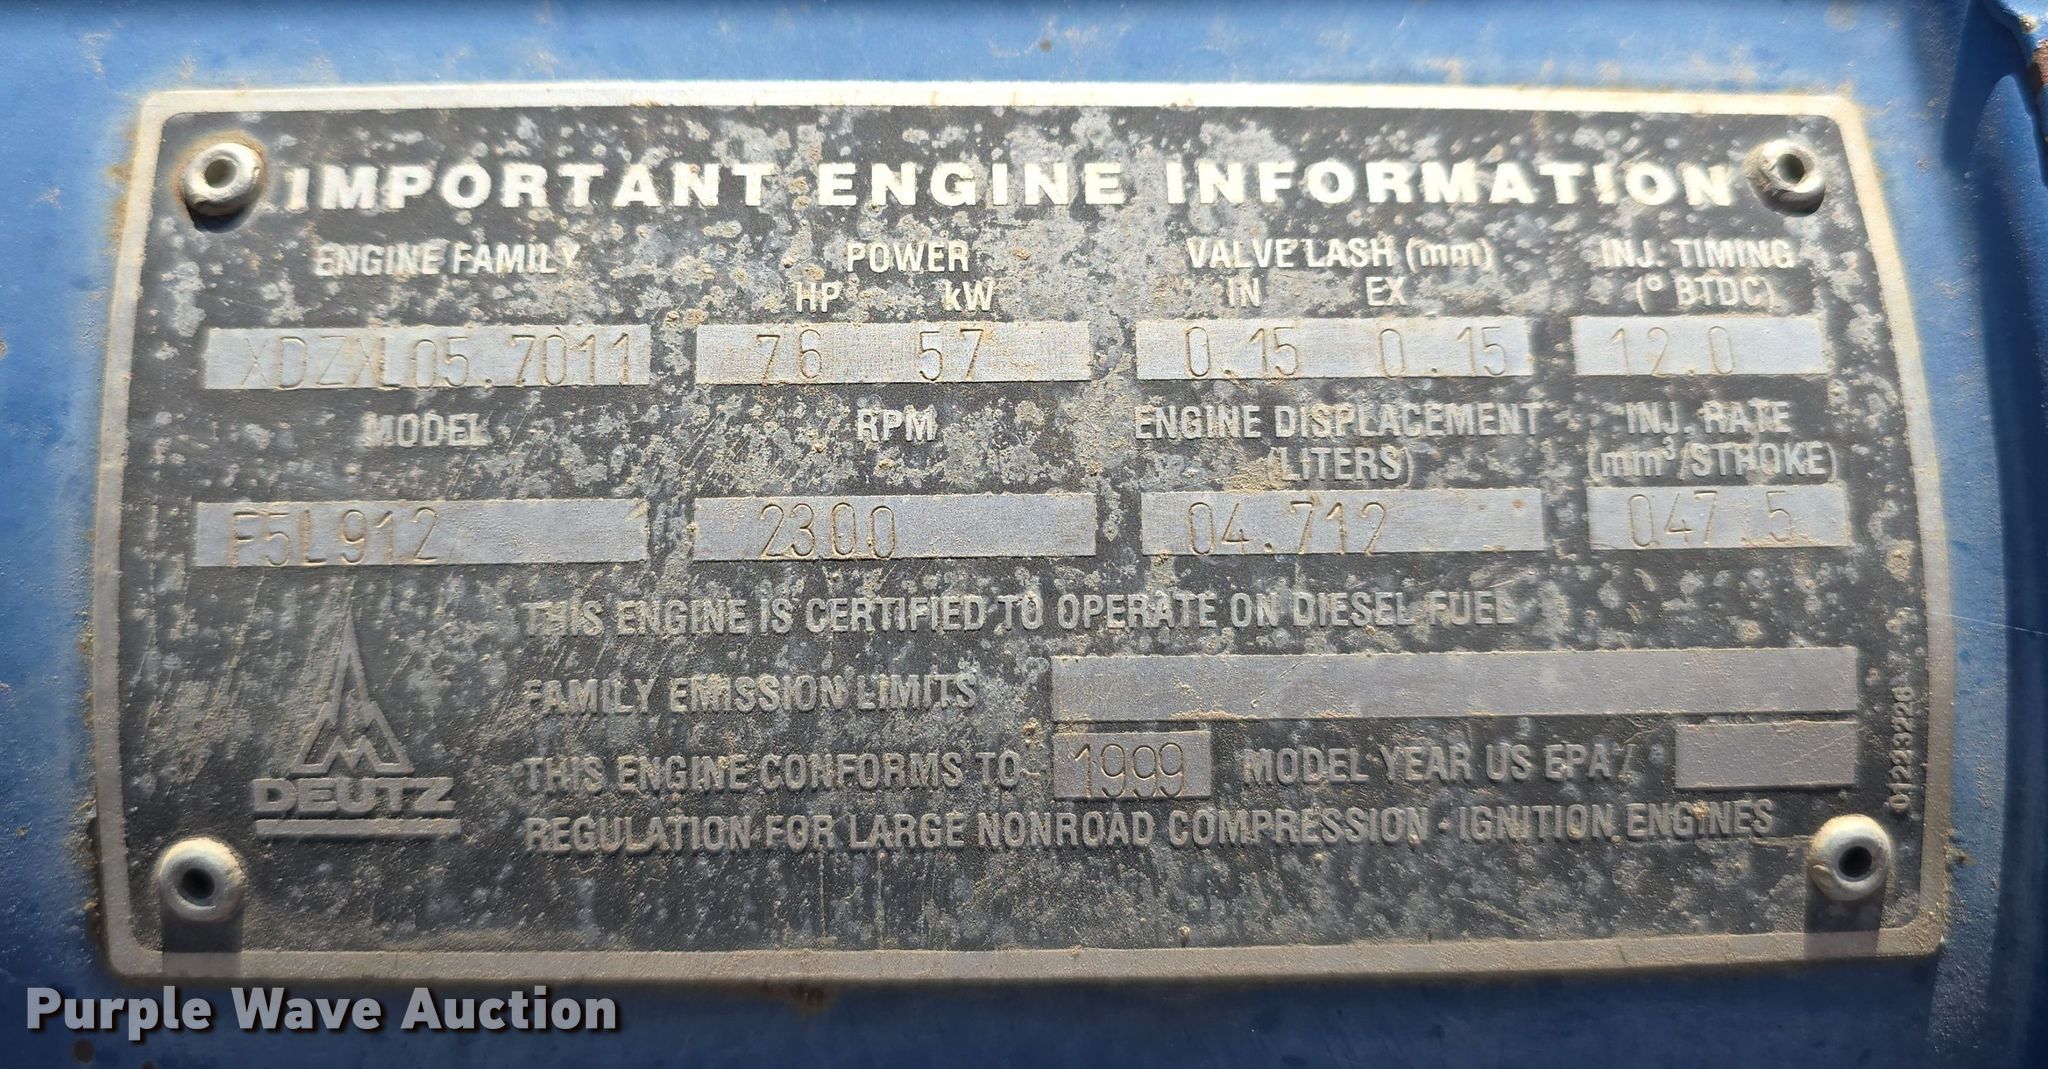 IMPORTANT ENGINE INFORMATION
ENGINE FAMILY POWER VALVE LASH (mm) INJ. TIMING
HP kW IN EX (° BTDC)
XDZXL05.7011 76 57 0.15 0.15 12.0
MODEL RPM ENGINE DISPLACEMENT INJ. RATE
(LITERS) (mm³/STROKE)
F5L912 2300 04.712 047.5
THIS ENGINE IS CERTIFIED TO OPERATE ON DIESEL FUEL
FAMILY EMISSION LIMITS
THIS ENGINE CONFORMS TO 1999 MODEL YEAR US EPA /
REGULATION FOR LARGE NONROAD COMPRESSION - IGNITION ENGINES
DEUTZ
01223226
Purple Wave Auction